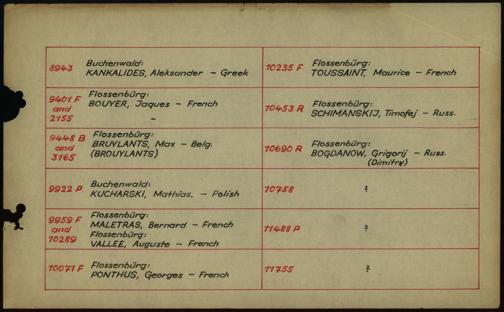 8943
Buchenwald:
KANKALIDES, Aleksander - Greek
9401 F
and
2155
Flossenbürg:
BOUYER, Jaques - French
-
9448 B
and
3165
Flossenbürg:
BRUYLANTS, Max - Belg.
(BROUYLANTS)
9922 P
Buchenwald:
KUCHARSKI, Mathias. - Polish
9959 F
and
10289
Flossenbürg:
MALETRAS, Bernard - French
Flossenbürg:
VALLEE, Auguste - French
10071 F
Flossenbürg:
PONTHUS, Georges - French
10235 F
Flossenbürg:
TOUSSAINT, Maurice - French
10453 R
Flossenbürg:
SCHIMANSKIJ, Timofej - Russ.
10690 R
Flossenbürg:
BOGDANOW, Grigorij - Russ.
(Dimitry)
10758
?
11488 P
?
11755
?